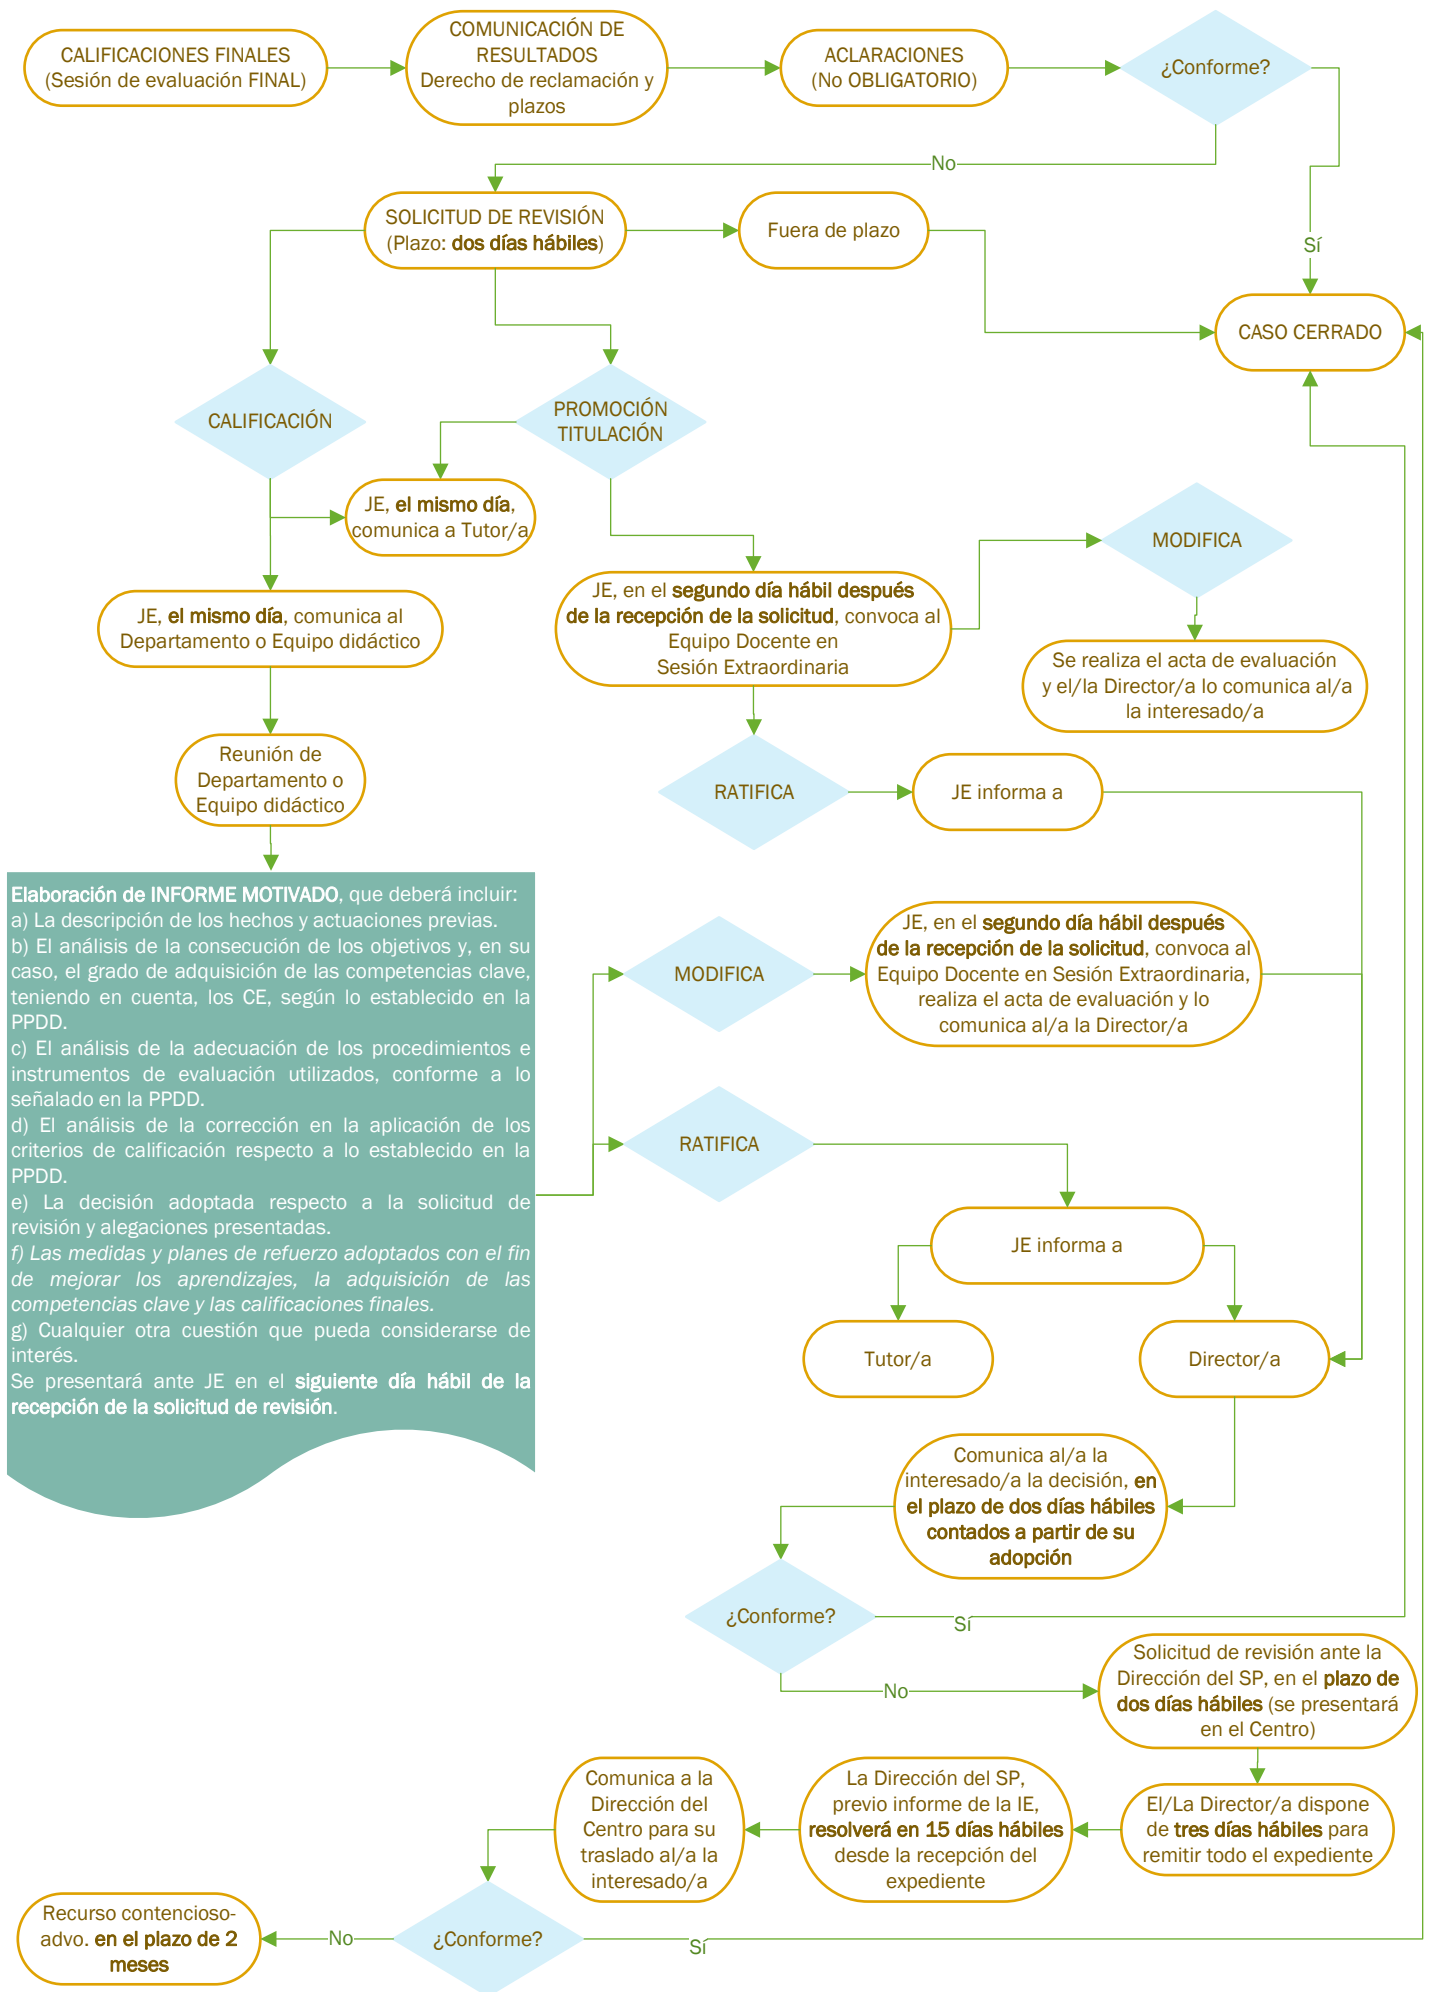 CALIFICACIONES FINALES
(Sesión de evaluación FINAL)
COMUNICACIÓN DE
RESULTADOS
Derecho de reclamación y
plazos
ACLARACIONES
(No OBLIGATORIO)
¿Conforme?
No
Sí
SOLICITUD DE REVISIÓN
(Plazo: dos días hábiles)
Fuera de plazo
CASO CERRADO
CALIFICACIÓN
PROMOCIÓN
TITULACIÓN
JE, el mismo día,
comunica a Tutor/a
MODIFICA
JE, el mismo día, comunica al
Departamento o Equipo didáctico
JE, en el segundo día hábil después
de la recepción de la solicitud, convoca al
Equipo Docente en
Sesión Extraordinaria
Se realiza el acta de evaluación
y el/la Director/a lo comunica al/a
la interesado/a
Reunión de
Departamento o
Equipo didáctico
RATIFICA
JE informa a
Elaboración de INFORME MOTIVADO, que deberá incluir:
a) La descripción de los hechos y actuaciones previas.
b) El análisis de la consecución de los objetivos y, en su
caso, el grado de adquisición de las competencias clave,
teniendo en cuenta, los CE, según lo establecido en la
PPDD.
c) El análisis de la adecuación de los procedimientos e
instrumentos de evaluación utilizados, conforme a lo
señalado en la PPDD.
d) El análisis de la corrección en la aplicación de los
criterios de calificación respecto a lo establecido en la
PPDD.
e) La decisión adoptada respecto a la solicitud de
revisión y alegaciones presentadas.
f) Las medidas y planes de refuerzo adoptados con el fin
de mejorar los aprendizajes, la adquisición de las
competencias clave y las calificaciones finales.
g) Cualquier otra cuestión que pueda considerarse de
interés.
Se presentará ante JE en el siguiente día hábil de la
recepción de la solicitud de revisión.
MODIFICA
JE, en el segundo día hábil después
de la recepción de la solicitud, convoca al
Equipo Docente en Sesión Extraordinaria,
realiza el acta de evaluación y lo
comunica al/a la Director/a
RATIFICA
JE informa a
Tutor/a
Director/a
Comunica al/a la
interesado/a la decisión, en
el plazo de dos días hábiles
contados a partir de su
adopción
¿Conforme?
Sí
No
Solicitud de revisión ante la
Dirección del SP, en el plazo de
dos días hábiles (se presentará
en el Centro)
El/La Director/a dispone
de tres días hábiles para
remitir todo el expediente
La Dirección del SP,
previo informe de la IE,
resolverá en 15 días hábiles
desde la recepción del
expediente
Comunica a la
Dirección del
Centro para su
traslado al/a la
interesado/a
¿Conforme?
No
Sí
Recurso contencioso-
advo. en el plazo de 2
meses